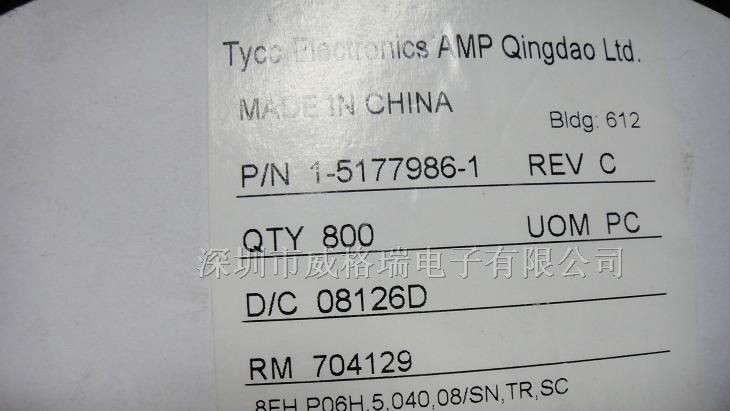 Tyco Electronics AMP Qingdao Ltd.
MADE IN CHINA
Bldg: 612
P/N 1-5177986-1 REV C
QTY 800 UOM PC
深圳市威格瑞电子有限公司
D/C 08126D
RM 704129
8FH,P06H,5,040,08/SN,TR,SC